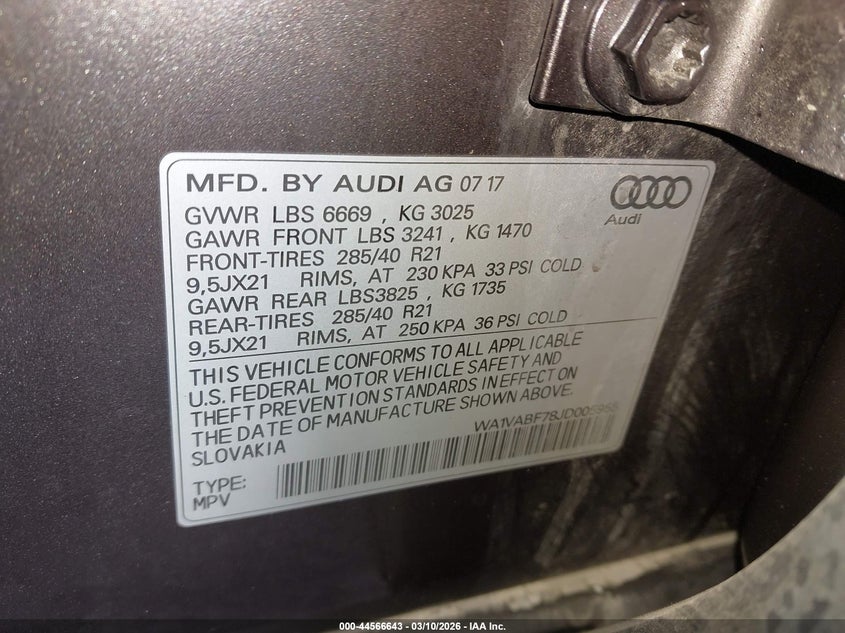 MFD. BY AUDI AG 07 17
Audi
GVWR LBS 6669 , KG 3025
GAWR FRONT LBS 3241 , KG 1470
FRONT-TIRES 285/40 R21
9,5JX21 RIMS, AT 230 KPA 33 PSI COLD
GAWR REAR LBS3825 , KG 1735
REAR-TIRES 285/40 R21
9,5JX21 RIMS, AT 250 KPA 36 PSI COLD
THIS VEHICLE CONFORMS TO ALL APPLICABLE
U.S. FEDERAL MOTOR VEHICLE SAFETY AND
THEFT PREVENTION STANDARDS IN EFFECT ON
THE DATE OF MANUFACTURE SHOWN ABOVE.
SLOVAKIA
TYPE:
MPV
000-44566643 - 03/10/2026 - IAA Inc.